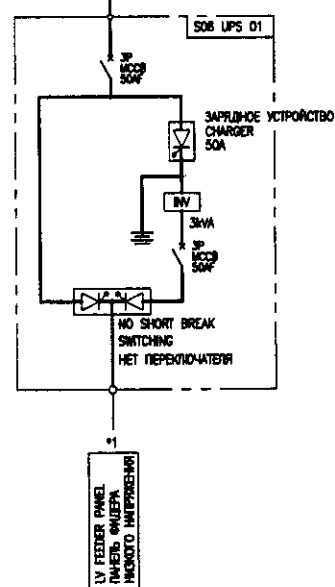 S06 UPS 01
3P
MCCB
50AF
ЗАРЯДНОЕ УСТРОЙСТВО
CHARGER
50A
INV
3kVA
3P
MCCB
50AF
NO SHORT BREAK
SWITCHING
НЕТ ПЕРЕКЛЮЧАТЕЛЯ
*1
LV FEEDER PANEL
ПАНЕЛЬ ФИДЕРА
НИЗКОГО НАПРЯЖЕНИЯ